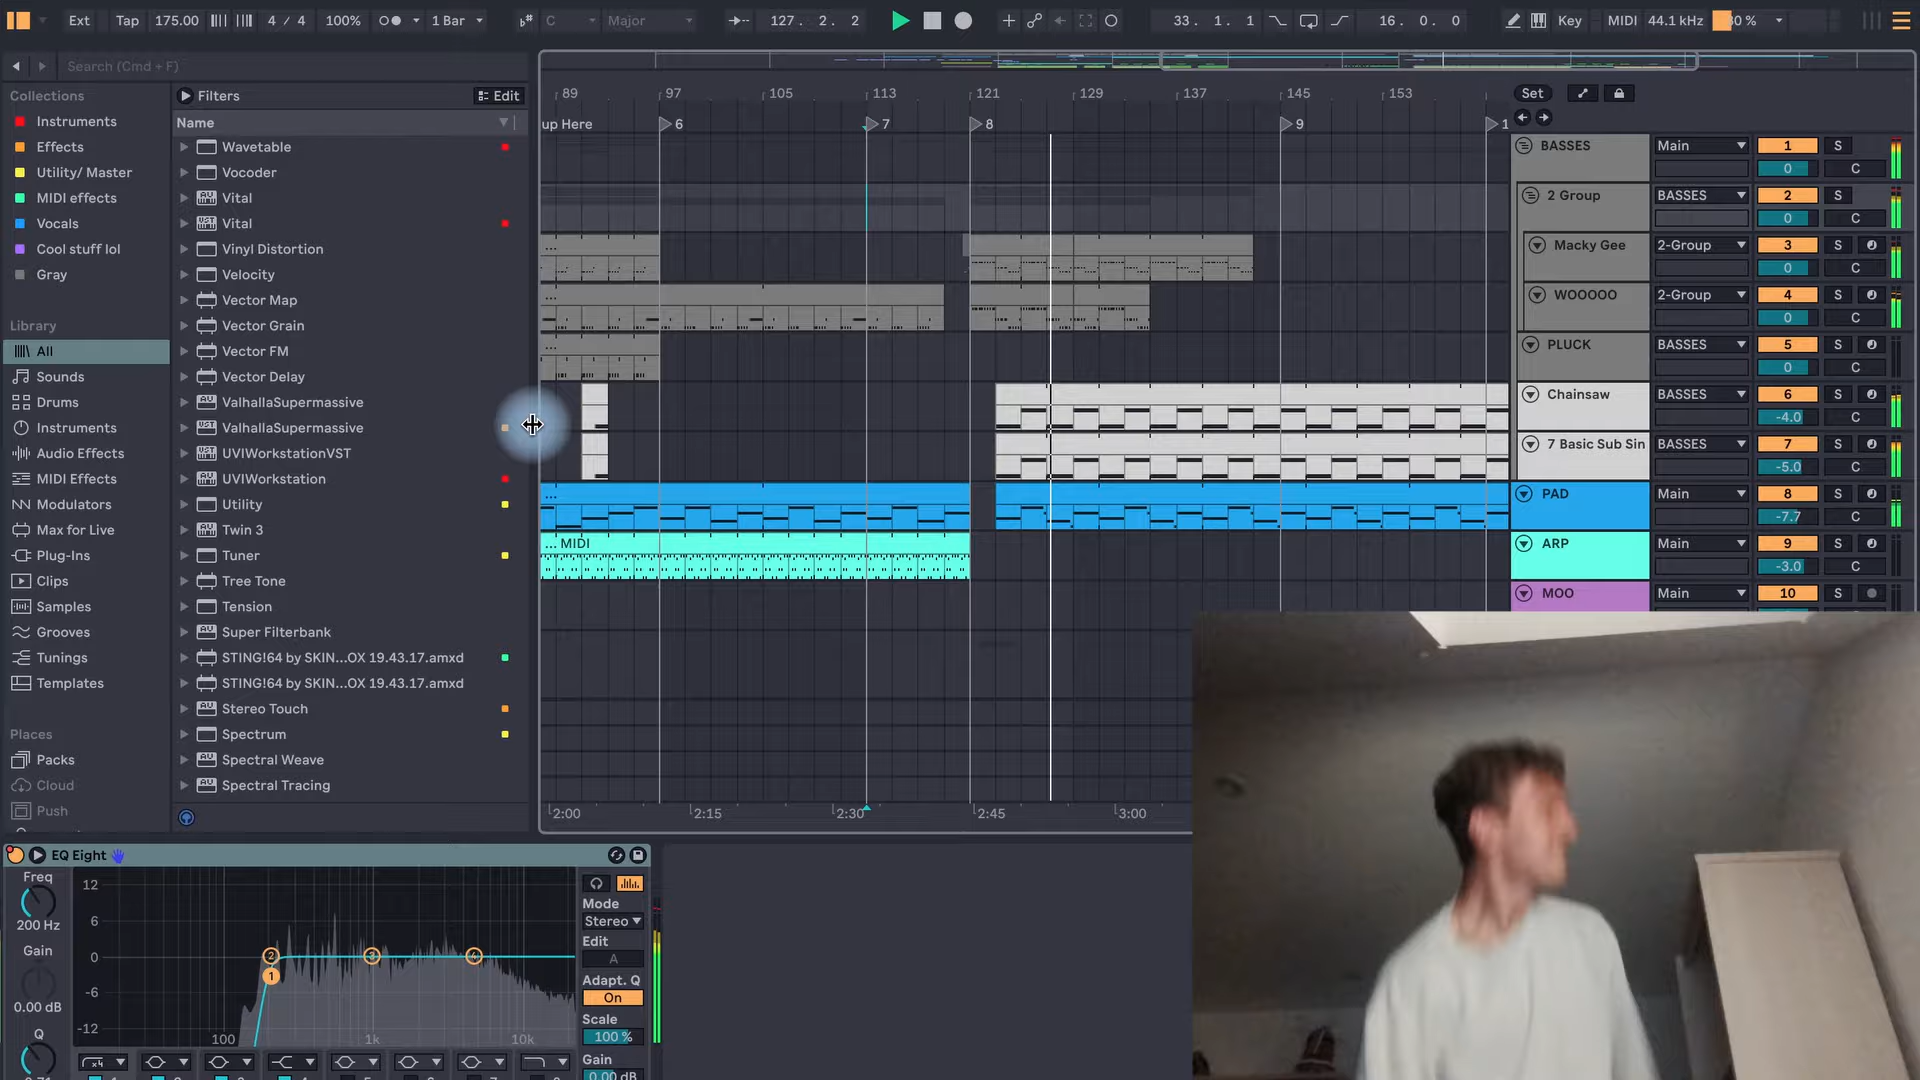 Ext Tap 175.00 4 / 4 100% 1 Bar C Major 127. 2. 2 33. 1. 1 16. 0. 0 Key MIDI 44.1 kHz
Search (Cmd + F)
Collections
Instruments
Effects
Utility/ Master
MIDI effects
Vocals
Cool stuff lol
Gray
Library
All
Sounds
Drums
Instruments
Audio Effects
MIDI Effects
Modulators
Max for Live
Plug-Ins
Clips
Samples
Grooves
Tunings
Templates
Places
Packs
Cloud
Push
Filters Edit
Name
Wavetable
Vocoder
Vital
Vital
Vinyl Distortion
Velocity
Vector Map
Vector Grain
Vector FM
Vector Delay
ValhallaSupermassive
ValhallaSupermassive
UVIWorkstationVST
UVIWorkstation
Utility
Twin 3
Tuner
Tree Tone
Tension
Super Filterbank
STING!64 by SKIN...OX 19.43.17.amxd
STING!64 by SKIN...OX 19.43.17.amxd
Stereo Touch
Spectrum
Spectral Weave
Spectral Tracing
89 97 105 113 121 129 137 145 153
up Here 6 7 8 9 1
... MIDI
2:00 2:15 2:30 2:45 3:00
Set
BASSES Main 1 S
0 C
2 Group BASSES 2 S
0 C
Macky Gee 2-Group 3 S
0 C
WOOOOO 2-Group 4 S
0 C
PLUCK BASSES 5 S
0 C
Chainsaw BASSES 6 S
-4.0 C
7 Basic Sub Sin BASSES 7 S
-5.0 C
PAD Main 8 S
-7.7 C
ARP Main 9 S
-3.0 C
MOO Main 10 S
EQ Eight
Freq
200 Hz
Gain
0.00 dB
Q
12
6
0
-6
-12
100 1k 10k
2 3 4
1
Mode
Stereo
Edit
A
Adapt. Q
On
Scale
100 %
Gain
0.00 dB